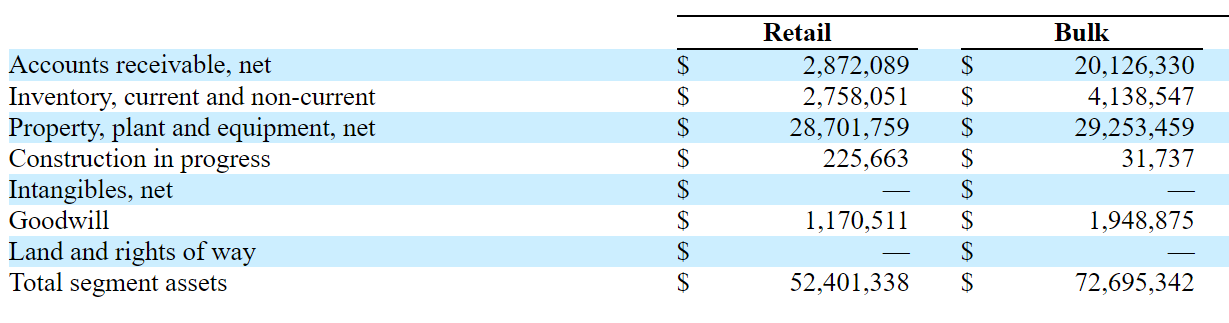 Retail Bulk
Accounts receivable, net $ 2,872,089 $ 20,126,330
Inventory, current and non-current $ 2,758,051 $ 4,138,547
Property, plant and equipment, net $ 28,701,759 $ 29,253,459
Construction in progress $ 225,663 $ 31,737
Intangibles, net $ — $ —
Goodwill $ 1,170,511 $ 1,948,875
Land and rights of way $ — $ —
Total segment assets $ 52,401,338 $ 72,695,342